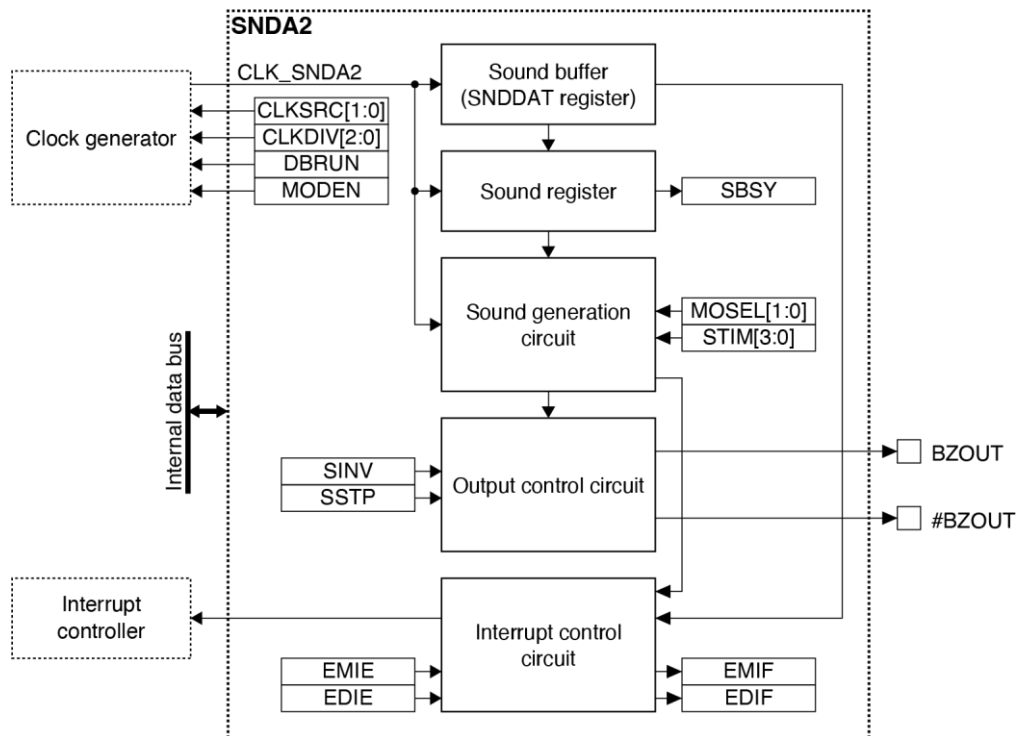 SNDA2
CLK_SNDA2
Sound buffer
(SNDDAT register)
Clock generator
CLKSRC[1:0]
CLKDIV[2:0]
DBRUN
MODEN
Sound register
SBSY
Sound generation
circuit
MOSEL[1:0]
STIM[3:0]
Internal data bus
SINV
SSTP
Output control circuit
BZOUT
#BZOUT
Interrupt
controller
Interrupt control
circuit
EMIE
EDIE
EMIF
EDIF